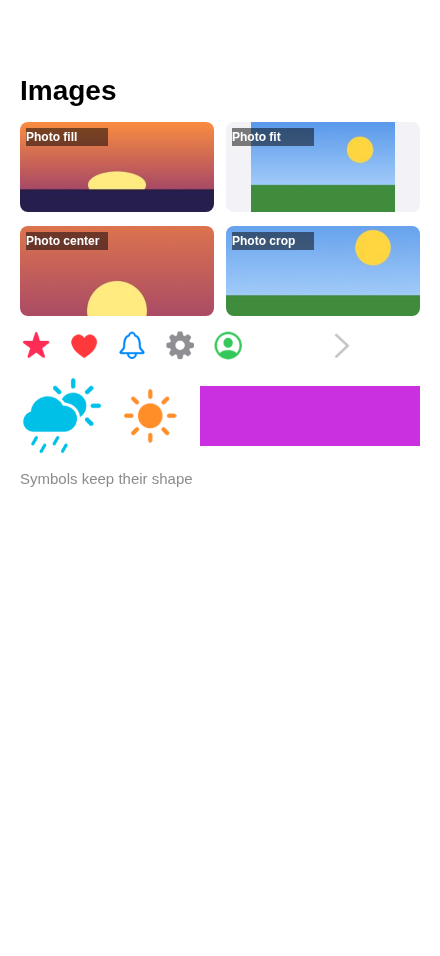 Images
Photo fill
Photo fit
Photo center
Photo crop
Symbols keep their shape